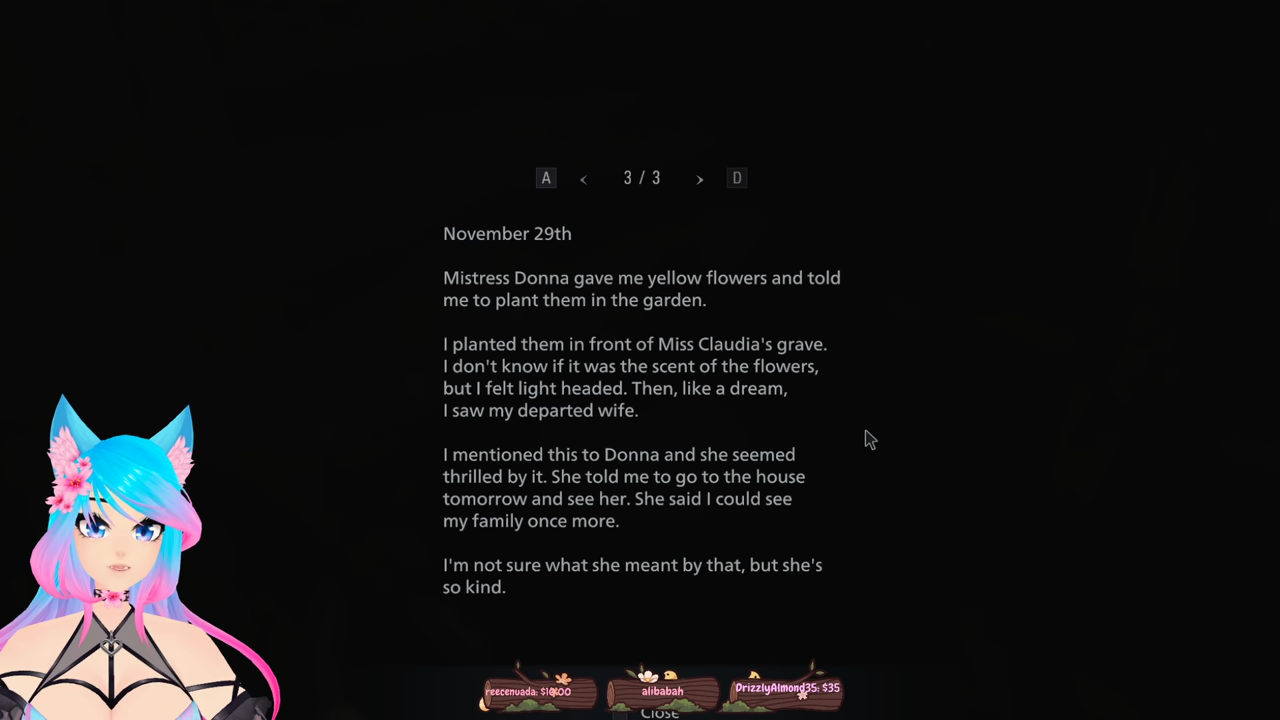 A < 3 / 3 > D
November 29th
Mistress Donna gave me yellow flowers and told
me to plant them in the garden.
I planted them in front of Miss Claudia's grave.
I don't know if it was the scent of the flowers,
but I felt light headed. Then, like a dream,
I saw my departed wife.
I mentioned this to Donna and she seemed
thrilled by it. She told me to go to the house
tomorrow and see her. She said I could see
my family once more.
I'm not sure what she meant by that, but she's
so kind.
reecenuada:
alibabah
DrizzlyAlmond35: $35
Close